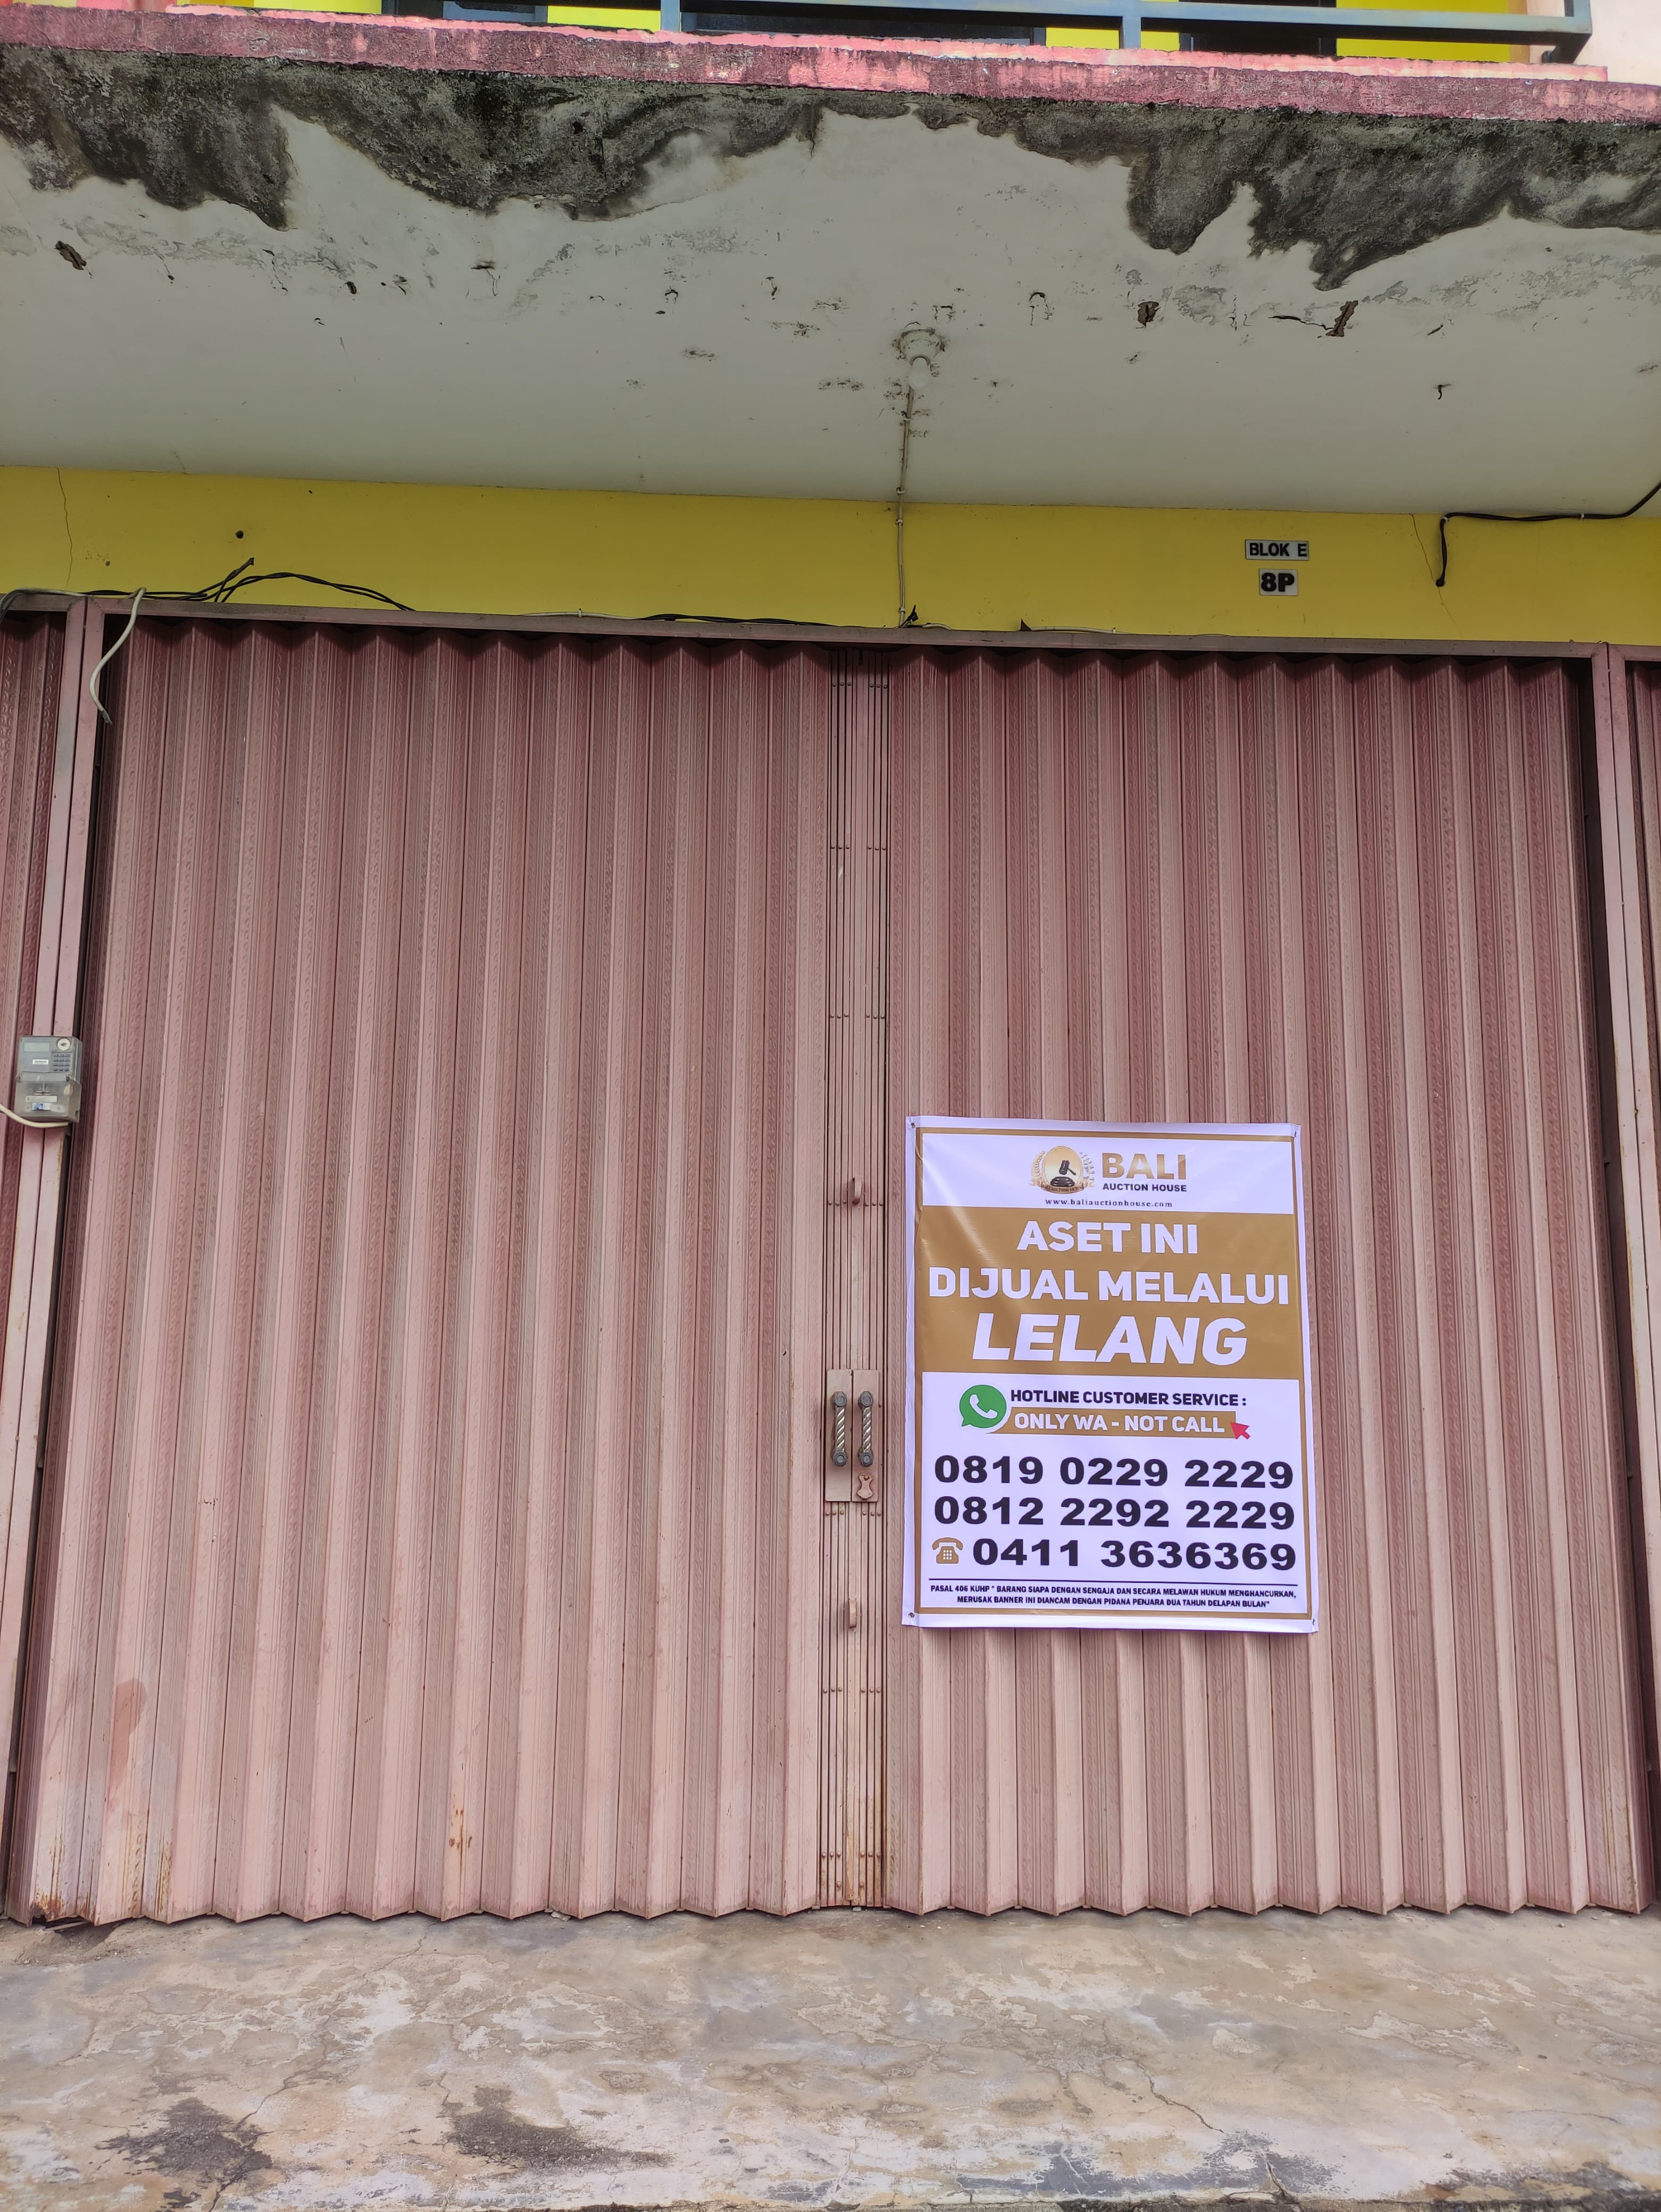 BLOK E
8P
BALI
AUCTION HOUSE
www.baliauctionhouse.com
ASET INI
DIJUAL MELALUI
LELANG
HOTLINE CUSTOMER SERVICE :
ONLY WA - NOT CALL
0819 0229 2229
0812 2292 2229
0411 3636369
PASAL 406 KUHP " BARANG SIAPA DENGAN SENGAJA DAN SECARA MELAWAN HUKUM MENGHANCURKAN,
MERUSAK BANNER INI DIANCAM DENGAN PIDANA PENJARA DUA TAHUN DELAPAN BULAN"